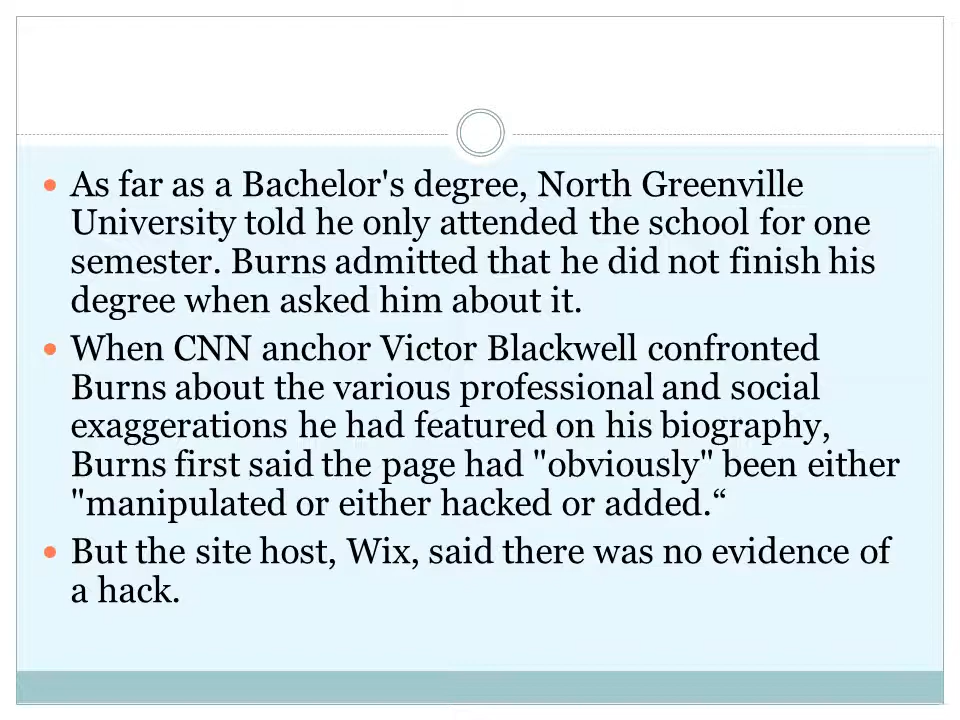 As far as a Bachelor's degree, North Greenville
University told he only attended the school for one
semester. Burns admitted that he did not finish his
degree when asked him about it.
When CNN anchor Victor Blackwell confronted
Burns about the various professional and social
exaggerations he had featured on his biography,
Burns first said the page had "obviously" been either
"manipulated or either hacked or added.“
But the site host, Wix, said there was no evidence of
a hack.